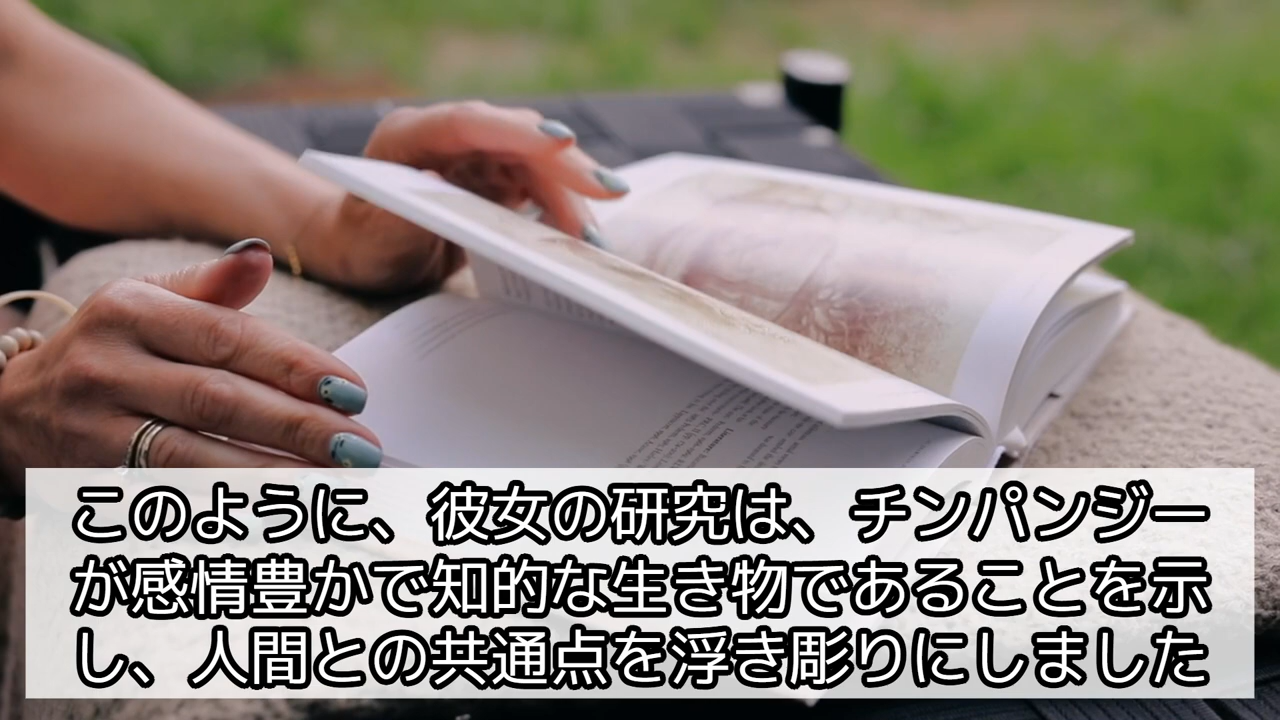 このように、彼女の研究は、チンパンジー
が感情豊かで知的な生き物であることを示
し、人間との共通点を浮き彫りにしました